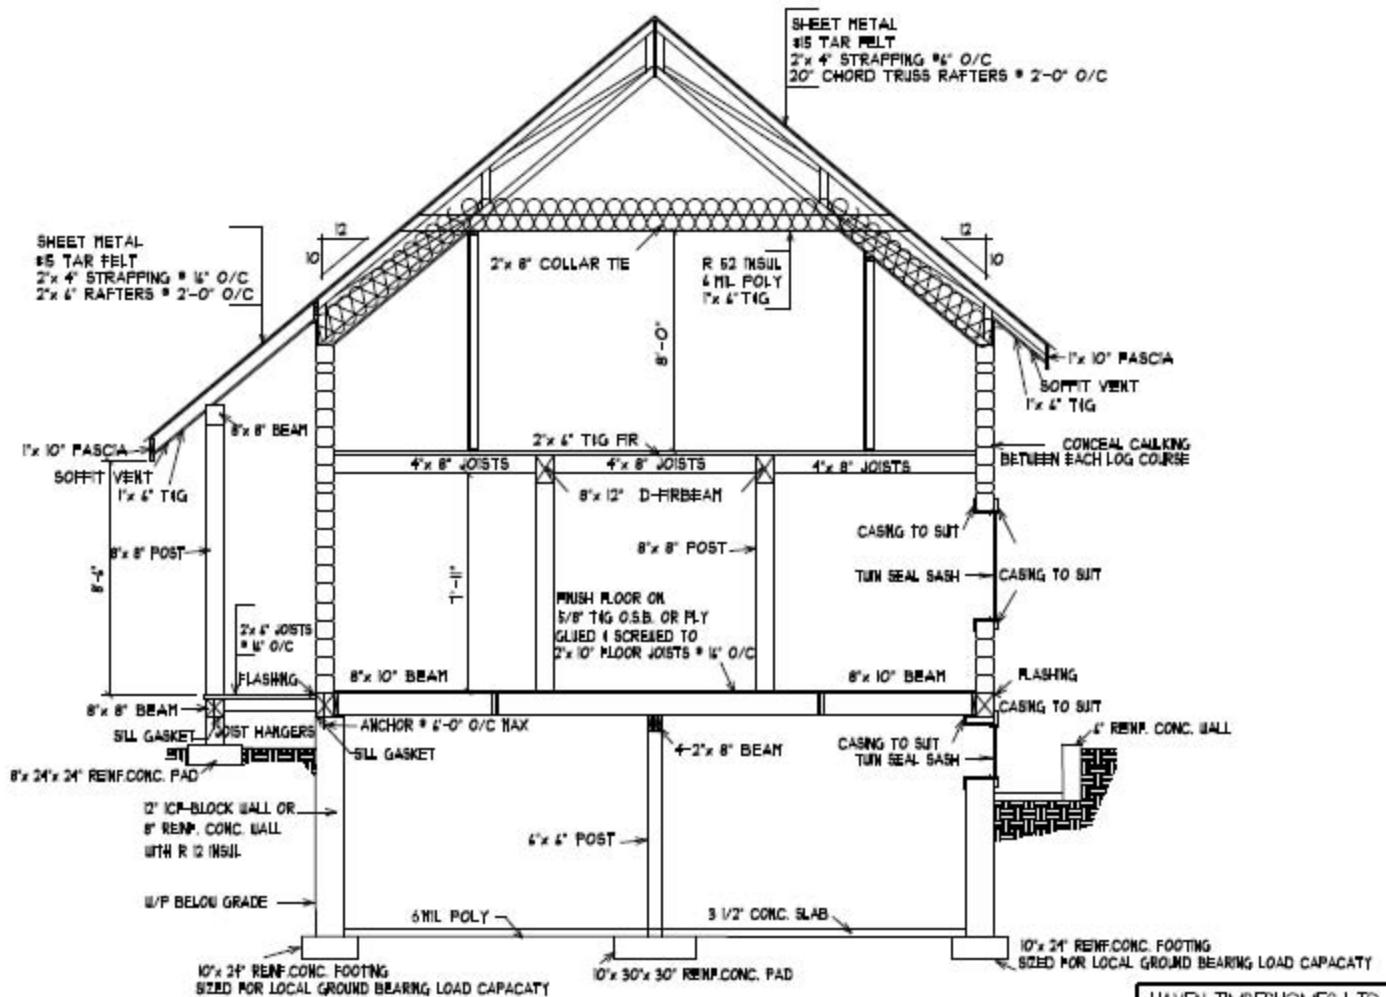 SHEET METAL
#15 TAR FELT
2"x 4" STRAPPING @6" O/C
20" CHORD TRUSS RAFTERS @ 2'-0" O/C
12
10
12
10
SHEET METAL
#15 TAR FELT
2"x 4" STRAPPING @ 16" O/C
2"x 6" RAFTERS @ 2'-0" O/C
2"x 8" COLLAR TIE
R 52 INSUL
6 MIL POLY
1"x 6" T&G
8'-0"
1"x 10" FASCIA
SOFFIT VENT
1"x 6" T&G
8"x 8" BEAM
1"x 10" FASCIA
SOFFIT VENT
1"x 6" T&G
2"x 6" T&G FIR
4"x 8" JOISTS
4"x 8" JOISTS
4"x 8" JOISTS
CONCEAL CAULKING
BETWEEN EACH LOG COURSE
8"x 12" D-FIRBEAM
CASING TO SUIT
8"x 8" POST
8"x 8" POST
TWIN SEAL SASH
CASING TO SUIT
8'-6"
7'-11"
FINISH FLOOR ON
5/8" T&G O.S.B. OR PLY
GLUED & SCREWED TO
2"x 10" FLOOR JOISTS @ 16" O/C
2"x 6" JOISTS
@ 16" O/C
FLASHING
8"x 10" BEAM
8"x 10" BEAM
FLASHING
8"x 8" BEAM
CASING TO SUIT
SILL GASKET
JOIST HANGERS
ANCHOR @ 6'-0" O/C MAX
SILL GASKET
4-2"x 8" BEAM
CASING TO SUIT
TWIN SEAL SASH
6" REINF. CONC. WALL
8"x 24"x 24" REINF.CONC. PAD
12" ICF-BLOCK WALL OR
8" REINF. CONC. WALL
WITH R 12 INSUL
6"x 6" POST
W/P BELOW GRADE
6 MIL POLY
3 1/2" CONC. SLAB
10"x 24" REINF.CONC. FOOTING
SIZED FOR LOCAL GROUND BEARING LOAD CAPACATY
10"x 30"x 30" REINF.CONC. PAD
10"x 24" REINF.CONC. FOOTING
SIZED FOR LOCAL GROUND BEARING LOAD CAPACATY